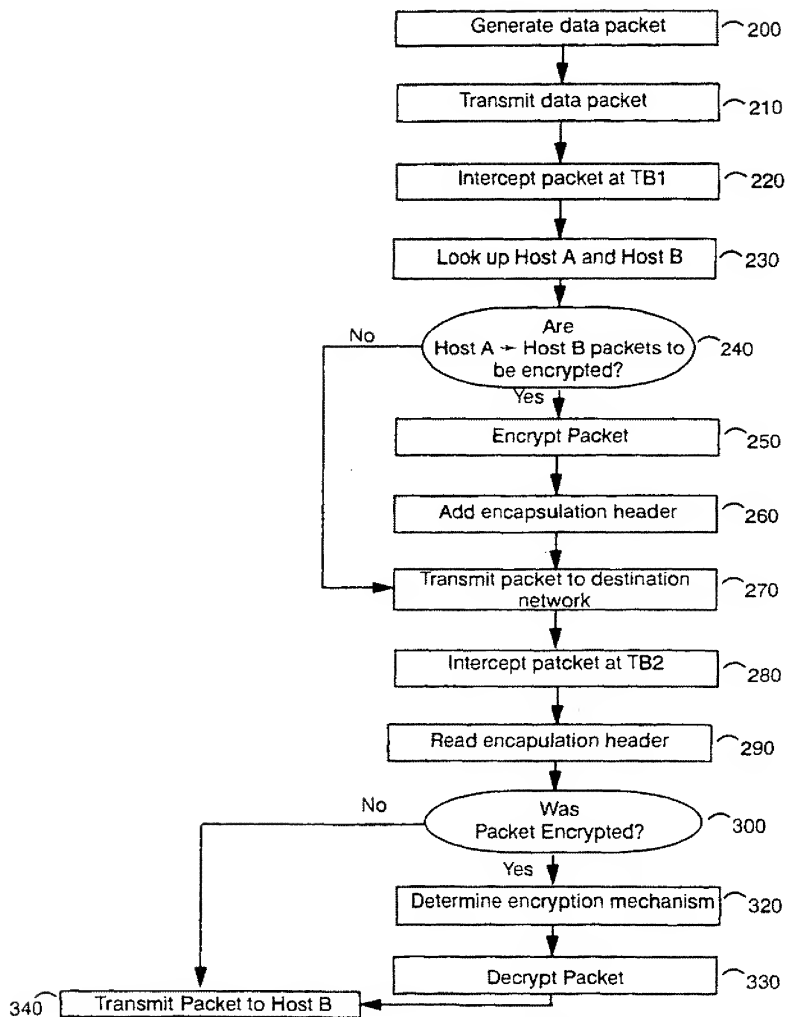 Generate data packet 200
Transmit data packet 210
Intercept packet at TB1 220
Look up Host A and Host B 230
No
Are
Host A → Host B packets to
be encrypted?
240
Yes
Encrypt Packet 250
Add encapsulation header 260
Transmit packet to destination
network
270
Intercept patcket at TB2 280
Read encapulation header 290
No
Was
Packet Encrypted?
300
Yes
Determine encryption mechanism 320
Decrypt Packet 330
340 Transmit Packet to Host B